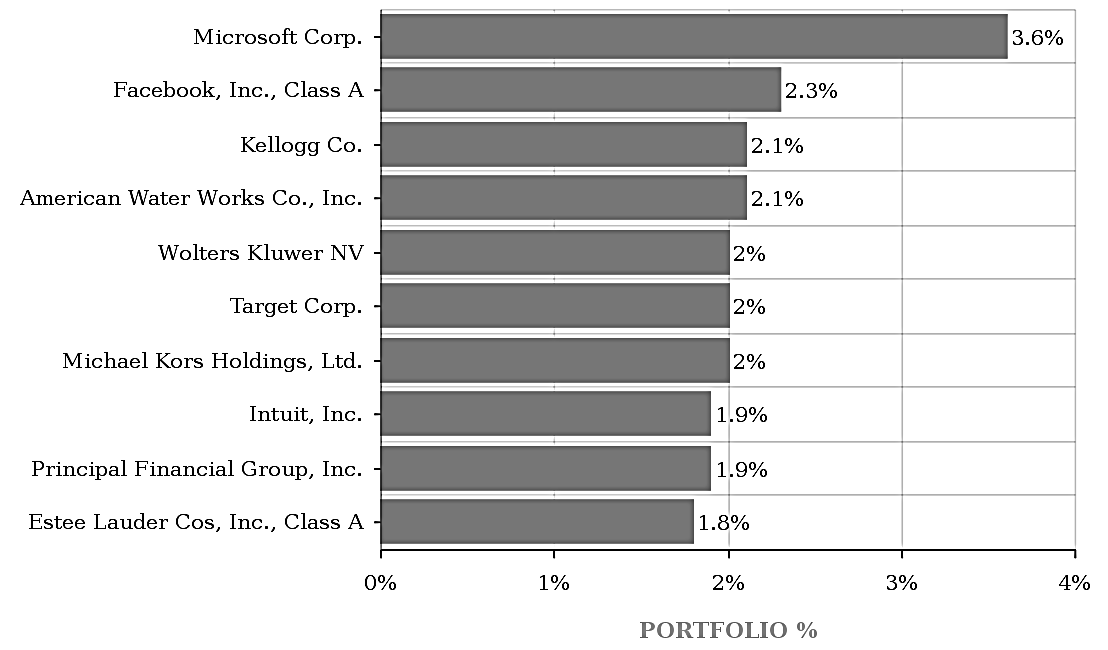 Microsoft Corp. 3.6%
Facebook, Inc., Class A 2.3%
Kellogg Co. 2.1%
American Water Works Co., Inc. 2.1%
Wolters Kluwer NV 2%
Target Corp. 2%
Michael Kors Holdings, Ltd. 2%
Intuit, Inc. 1.9%
Principal Financial Group, Inc. 1.9%
Estee Lauder Cos, Inc., Class A 1.8%
0% 1% 2% 3% 4%
PORTFOLIO %